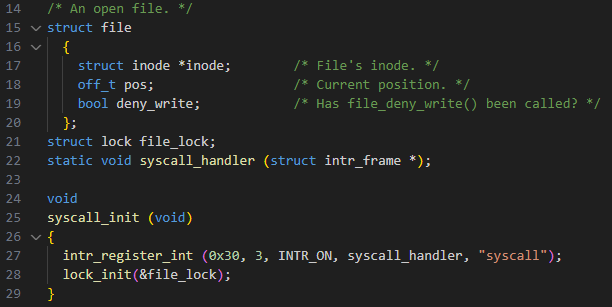 14 /* An open file. */
15 struct file
16 {
17 struct inode *inode; /* File's inode. */
18 off_t pos; /* Current position. */
19 bool deny_write; /* Has file_deny_write() been called? */
20 };
21 struct lock file_lock;
22 static void syscall_handler (struct intr_frame *);
23
24 void
25 syscall_init (void)
26 {
27 intr_register_int (0x30, 3, INTR_ON, syscall_handler, "syscall");
28 lock_init(&file_lock);
29 }